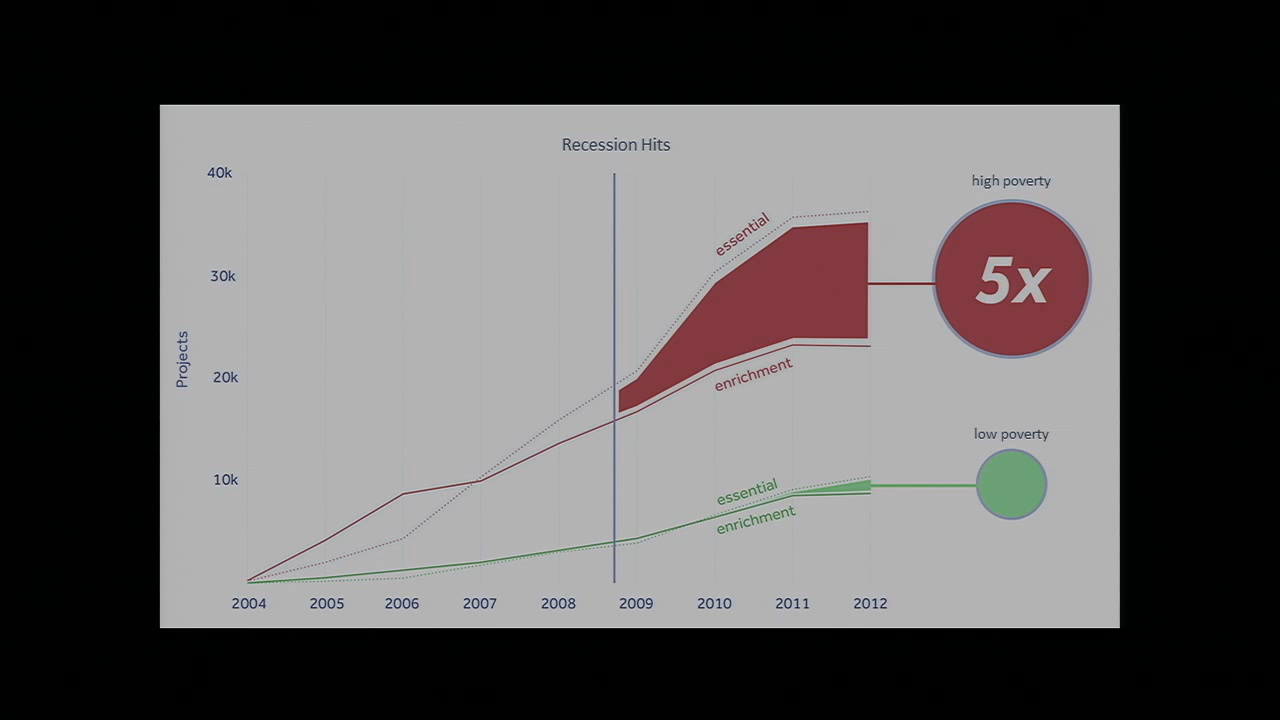 Recession Hits
40k
30k
20k
10k
Projects
2004 2005 2006 2007 2008 2009 2010 2011 2012
essential
enrichment
essential
enrichment
high poverty
5x
low poverty